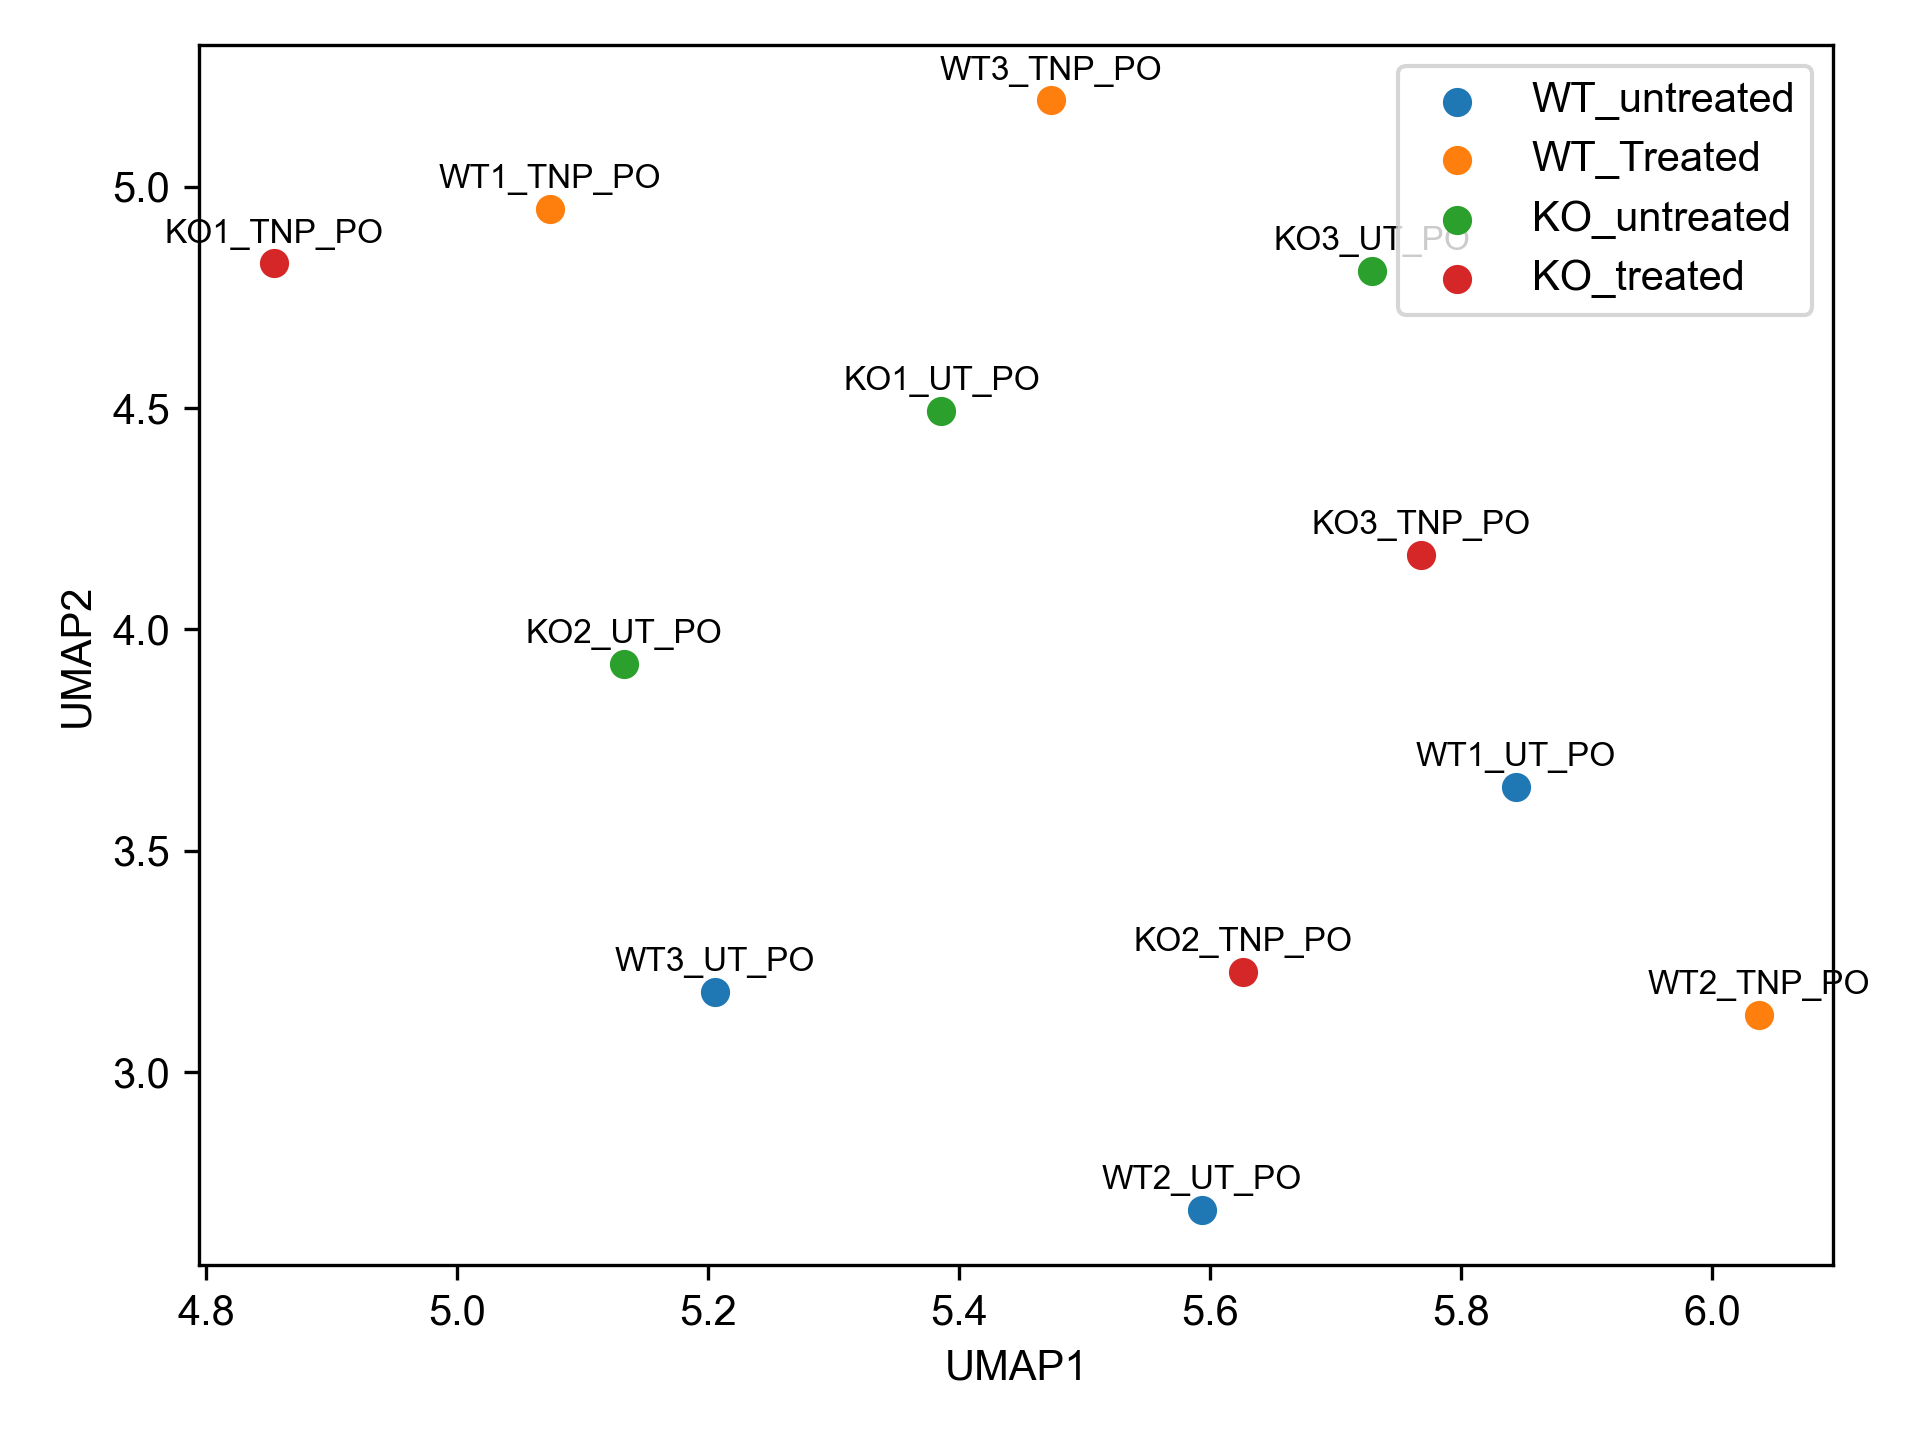 WT3_TNP_PO
WT_untreated
WT_Treated
KO_untreated
KO_treated
WT1_TNP_PO
KO1_TNP_PO
KO3_UT_PO
KO1_UT_PO
KO3_TNP_PO
KO2_UT_PO
WT1_UT_PO
KO2_TNP_PO
WT3_UT_PO
WT2_TNP_PO
WT2_UT_PO
5.0
4.5
4.0
3.5
3.0
UMAP2
4.8 5.0 5.2 5.4 5.6 5.8 6.0
UMAP1